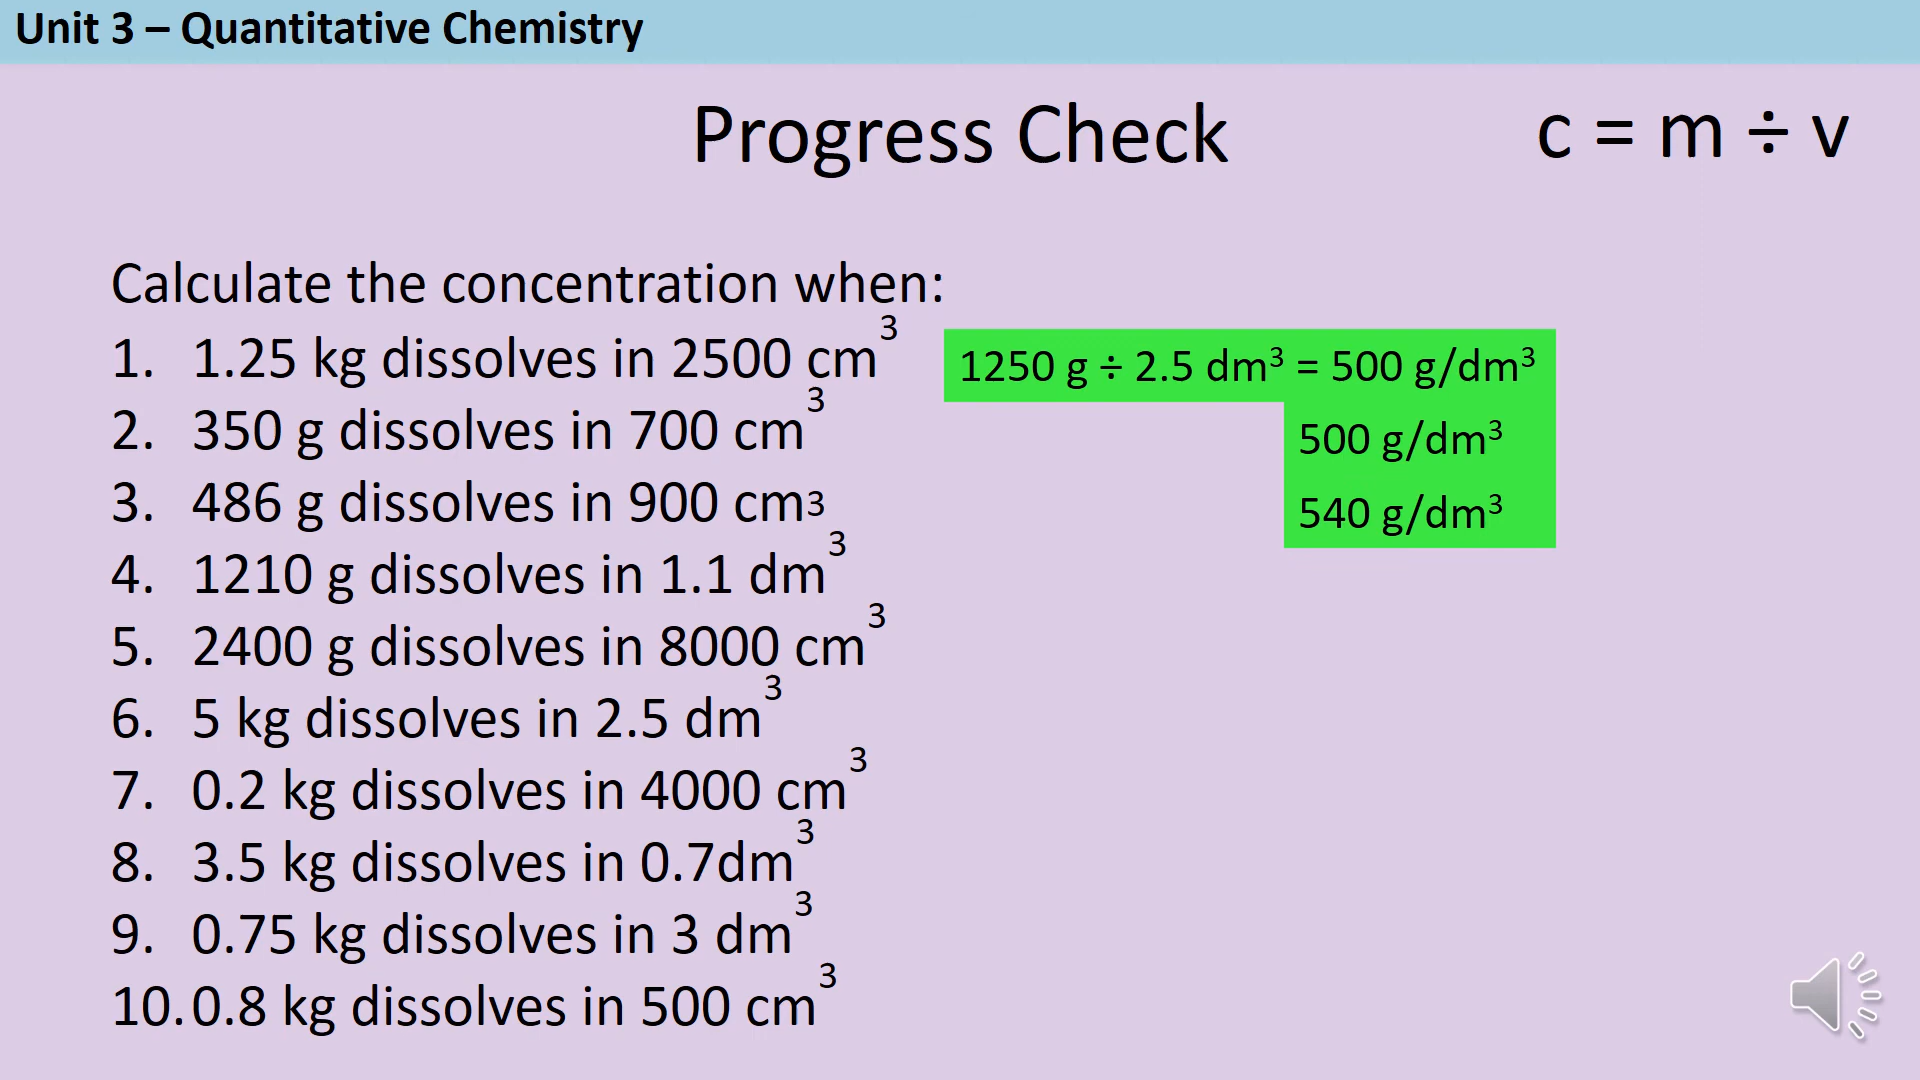 Unit 3 – Quantitative Chemistry
Progress Check
c = m ÷ v
Calculate the concentration when:
1. 1.25 kg dissolves in 2500 cm³
1250 g ÷ 2.5 dm³ = 500 g/dm³
2. 350 g dissolves in 700 cm³
500 g/dm³
3. 486 g dissolves in 900 cm3
540 g/dm³
4. 1210 g dissolves in 1.1 dm³
5. 2400 g dissolves in 8000 cm³
6. 5 kg dissolves in 2.5 dm³
7. 0.2 kg dissolves in 4000 cm³
8. 3.5 kg dissolves in 0.7dm³
9. 0.75 kg dissolves in 3 dm³
10. 0.8 kg dissolves in 500 cm³